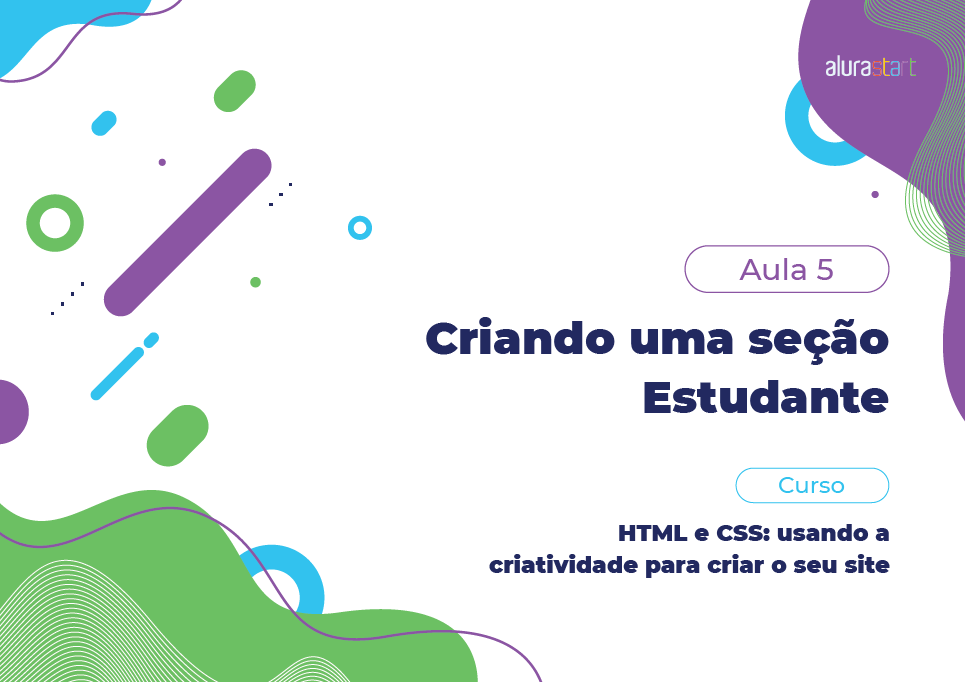 alurastart
Aula 5
Criando uma seção
Estudante
Curso
HTML e CSS: usando a
criatividade para criar o seu site